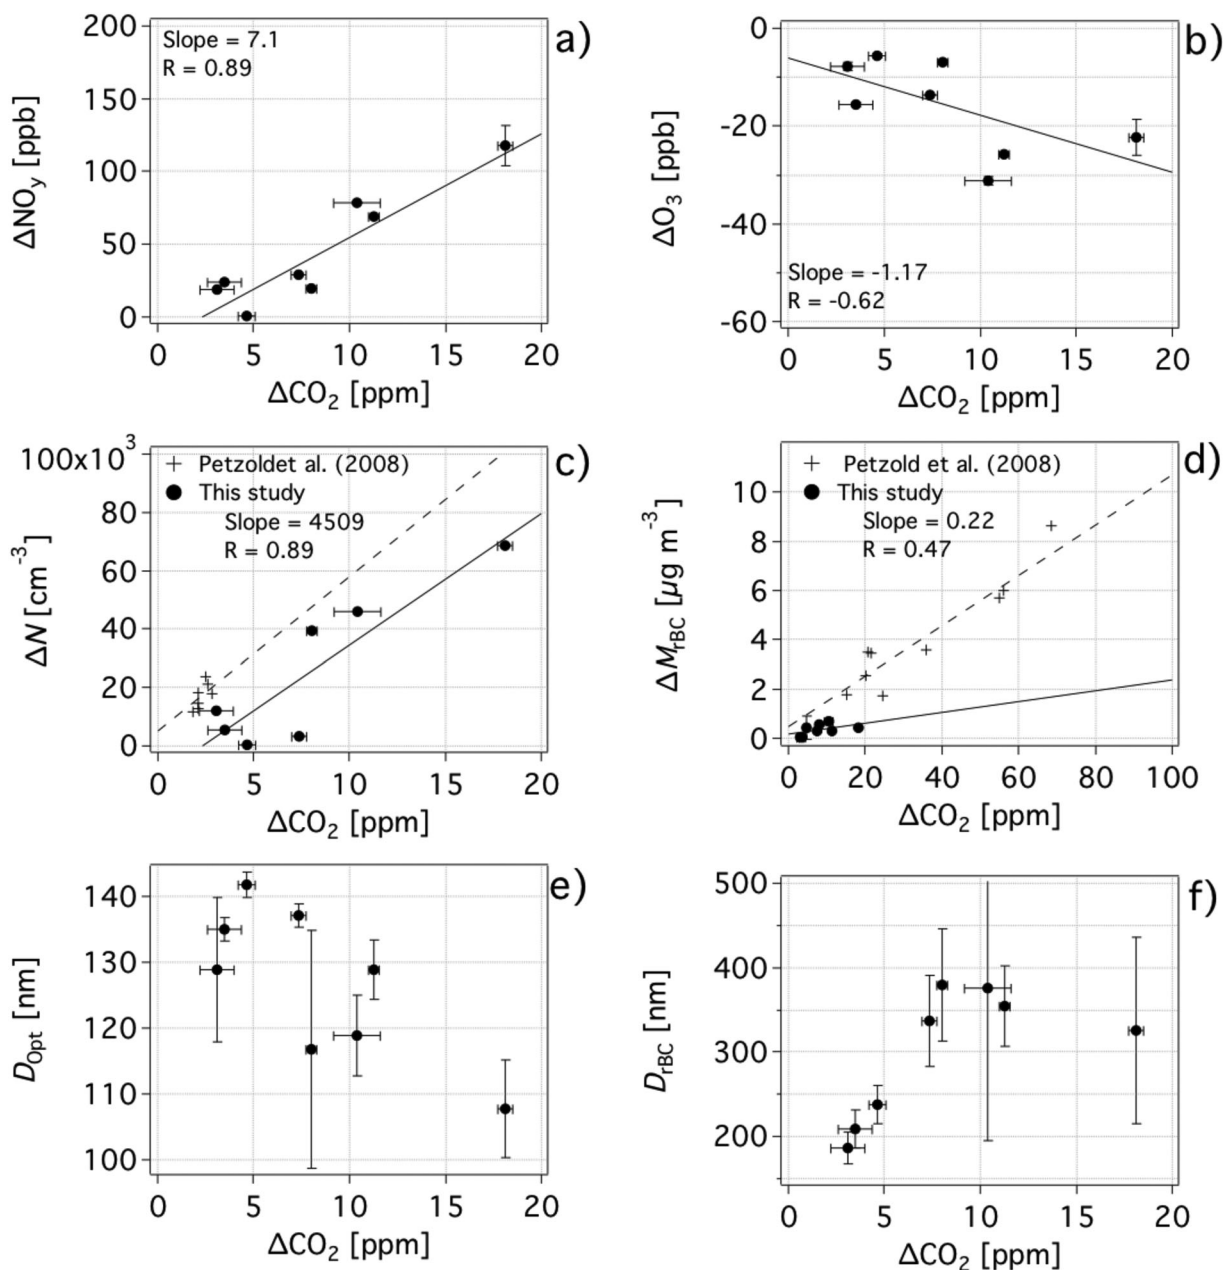 a)
Slope = 7.1
R = 0.89
200
150
100
50
0
ΔNOy [ppb]
0 5 10 15 20
ΔCO2 [ppm]
b)
0
-20
-40
-60
ΔO3 [ppb]
Slope = -1.17
R = -0.62
0 5 10 15 20
ΔCO2 [ppm]
c)
100x10³
80
60
40
20
0
ΔN [cm⁻³]
+ Petzoldet al. (2008)
● This study
Slope = 4509
R = 0.89
0 5 10 15 20
ΔCO2 [ppm]
d)
10
8
6
4
2
0
ΔMrBC [µg m⁻³]
+ Petzold et al. (2008)
● This study
Slope = 0.22
R = 0.47
0 20 40 60 80 100
ΔCO2 [ppm]
e)
140
130
120
110
100
DOpt [nm]
0 5 10 15 20
ΔCO2 [ppm]
f)
500
400
300
200
DrBC [nm]
0 5 10 15 20
ΔCO2 [ppm]